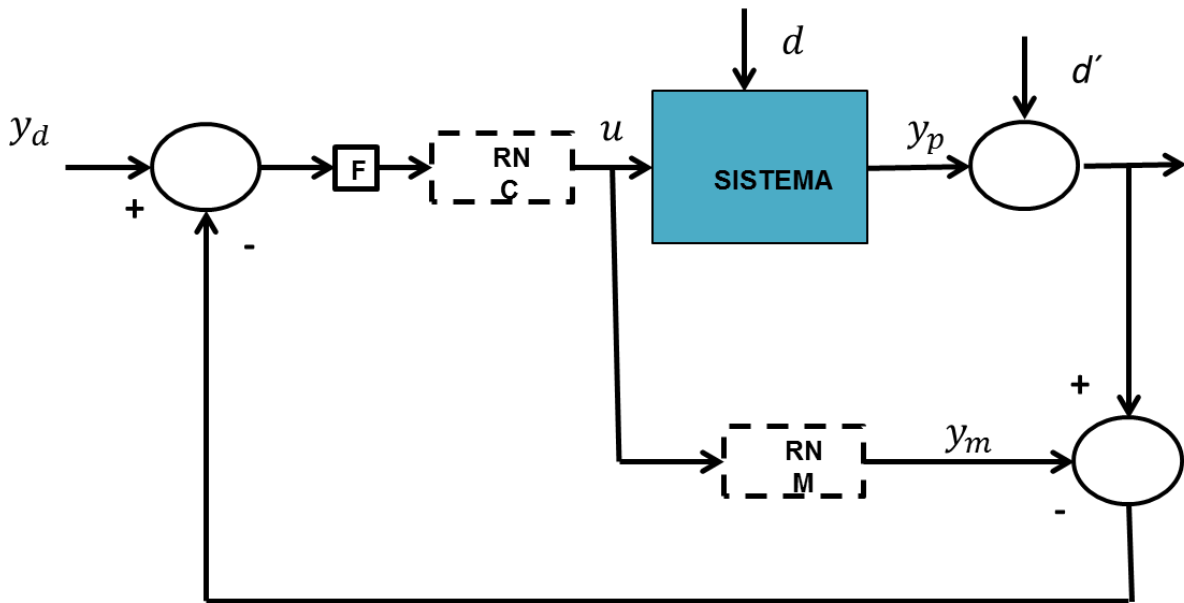 d
d´
y_d
u
y_p
F
RN
C
SISTEMA
+
-
+
RN
M
y_m
-